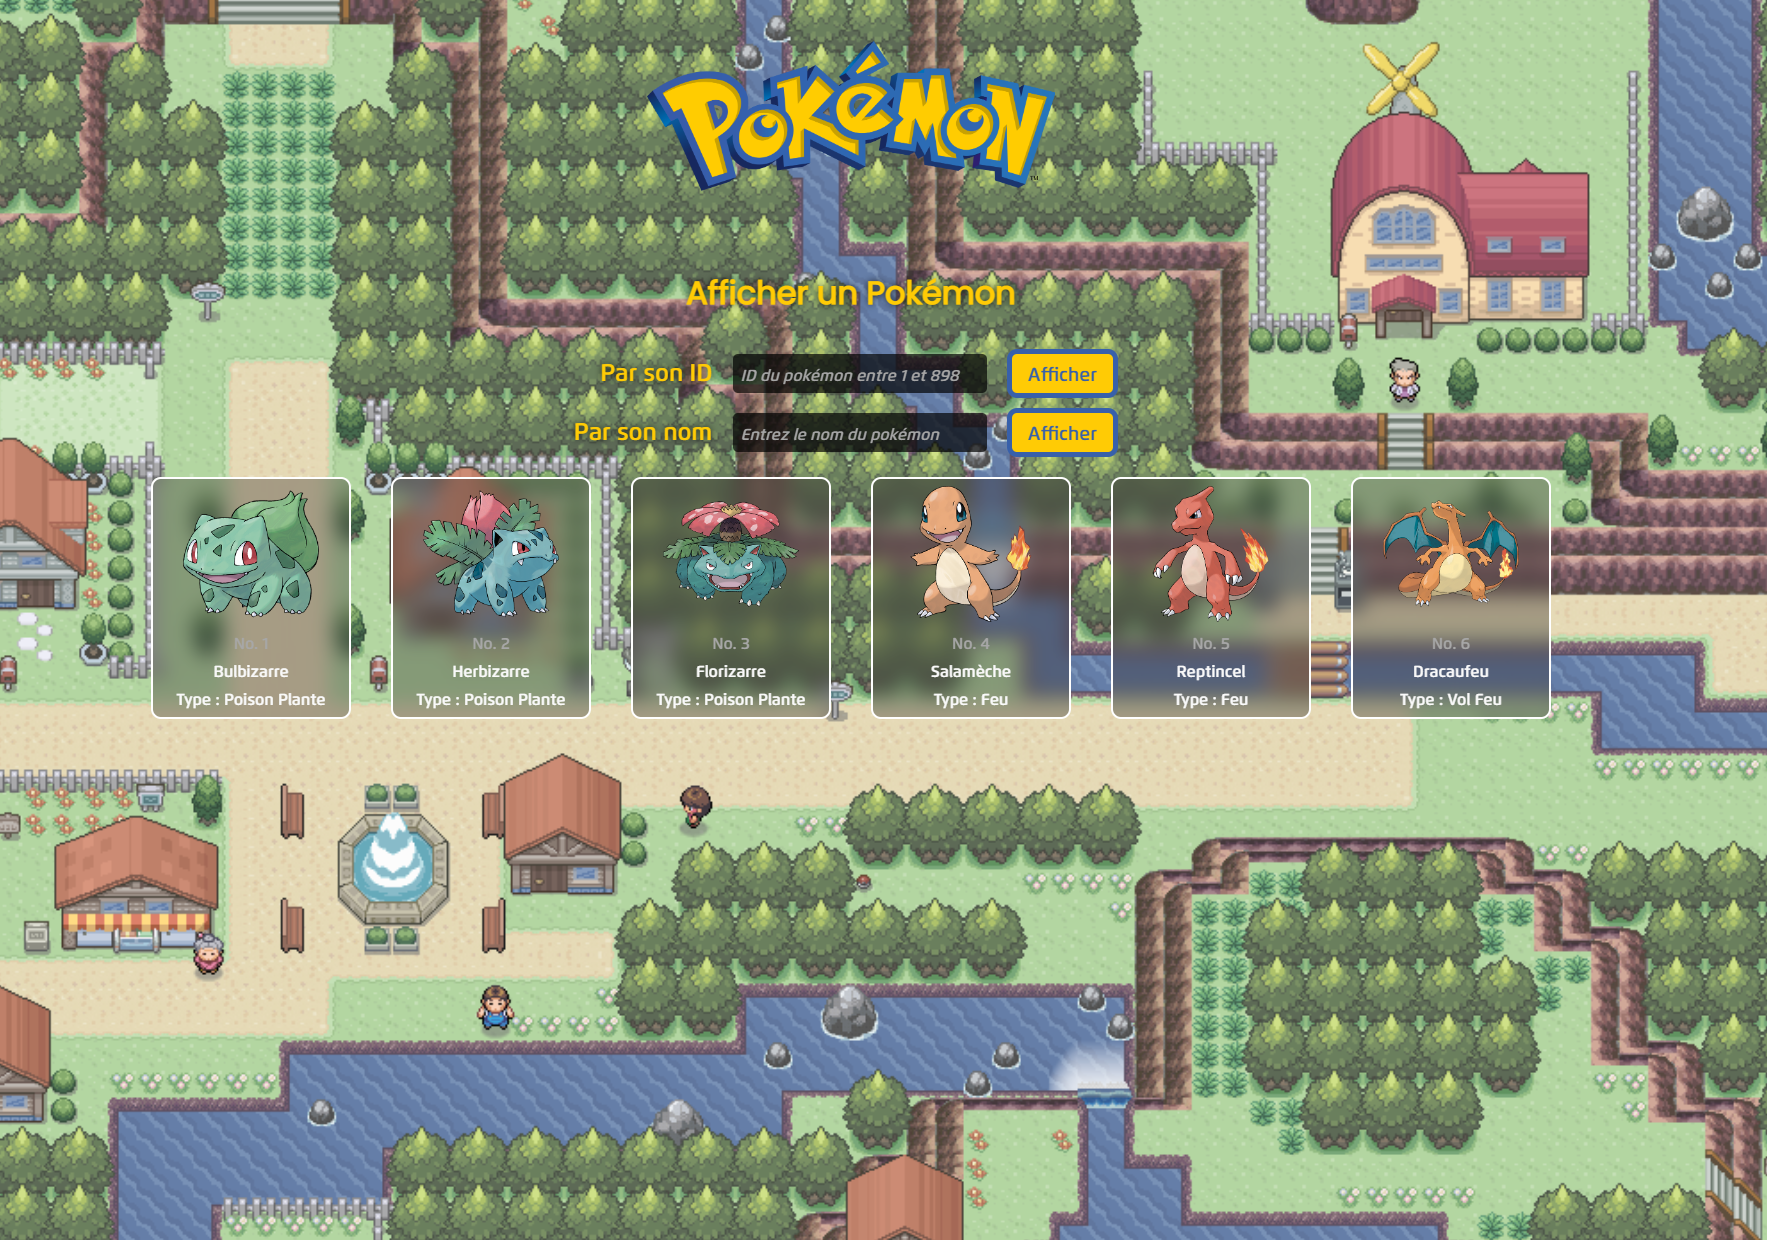 Pokémon
TM
Afficher un Pokémon
Par son ID
ID du pokémon entre 1 et 898
Afficher
Par son nom
Entrez le nom du pokémon
Afficher
No. 1
Bulbizarre
Type : Poison Plante
No. 2
Herbizarre
Type : Poison Plante
No. 3
Florizarre
Type : Poison Plante
No. 4
Salamèche
Type : Feu
No. 5
Reptincel
Type : Feu
No. 6
Dracaufeu
Type : Vol Feu